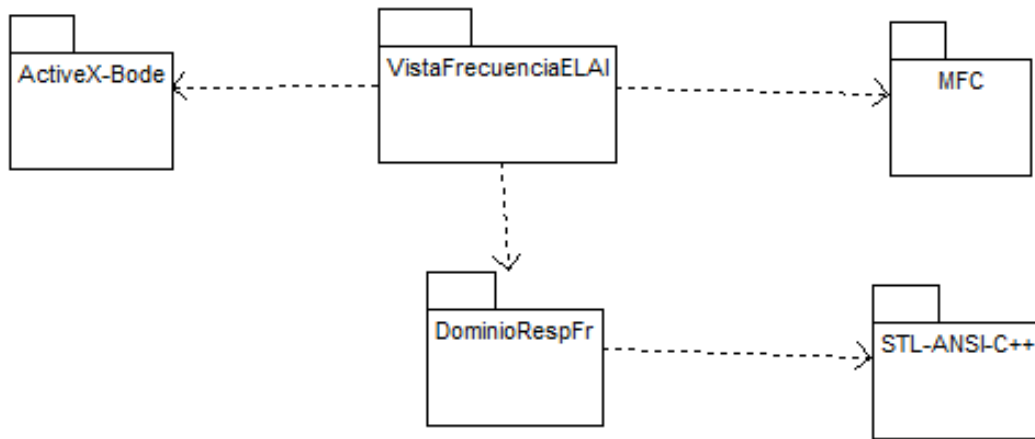 ActiveX-Bode
VistaFrecuenciaELAI
MFC
DominioRespFr
STL-ANSI-C++